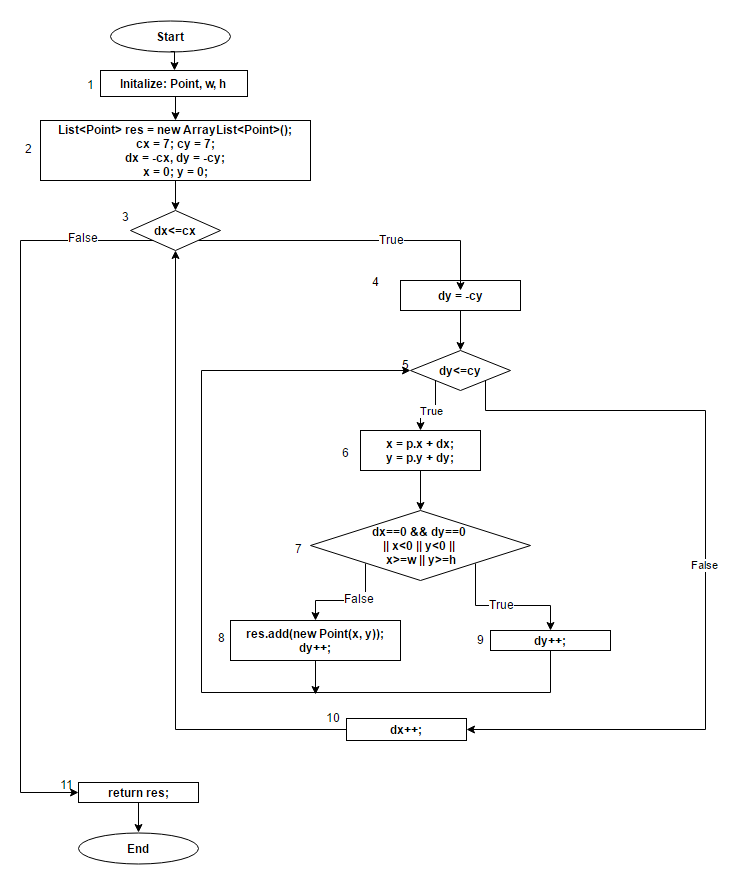 Start
1
Initalize: Point, w, h
2
List<Point> res = new ArrayList<Point>();
cx = 7; cy = 7;
dx = -cx, dy = -cy;
x = 0; y = 0;
3
dx<=cx
False
True
4
dy = -cy
5
dy<=cy
True
6
x = p.x + dx;
y = p.y + dy;
7
dx==0 && dy==0
|| x<0 || y<0 ||
x>=w || y>=h
False
False
True
8
res.add(new Point(x, y));
dy++;
9
dy++;
10
dx++;
11
return res;
End